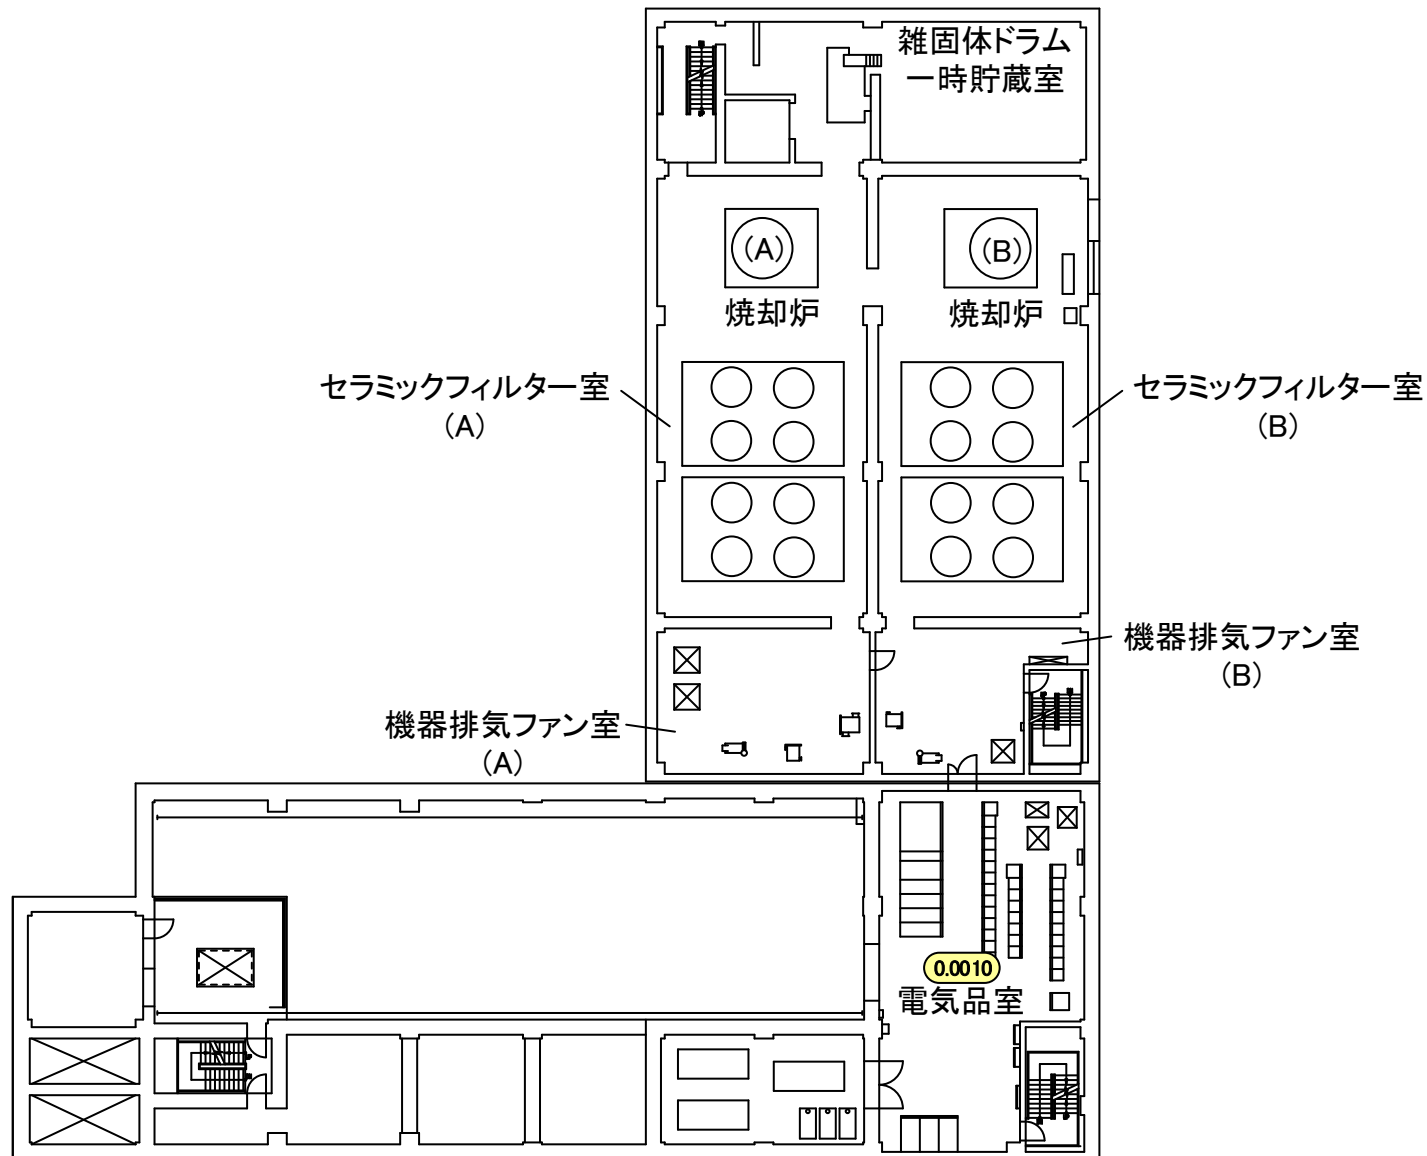 雑固体ドラム
一時貯蔵室
(A)
(B)
焼却炉
焼却炉
セラミックフィルター室
(A)
セラミックフィルター室
(B)
機器排気ファン室
(B)
機器排気ファン室
(A)
0.0010
電気品室